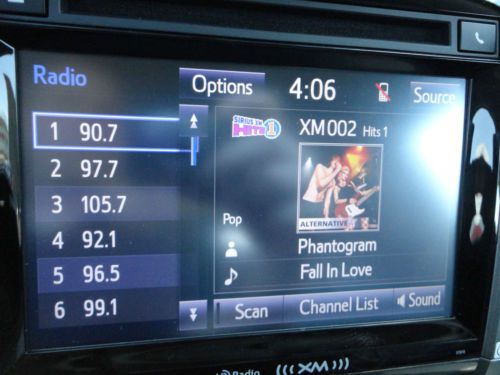 Radio
Options
4:06
Source
1 90.7
2 97.7
3 105.7
4 92.1
5 96.5
6 99.1
SIRIUS XM
HITS 1
XM002 Hits 1
ALTERNATIVE
Pop
Phantogram
Fall In Love
Scan
Channel List
Sound
HD Radio
((( XM )))